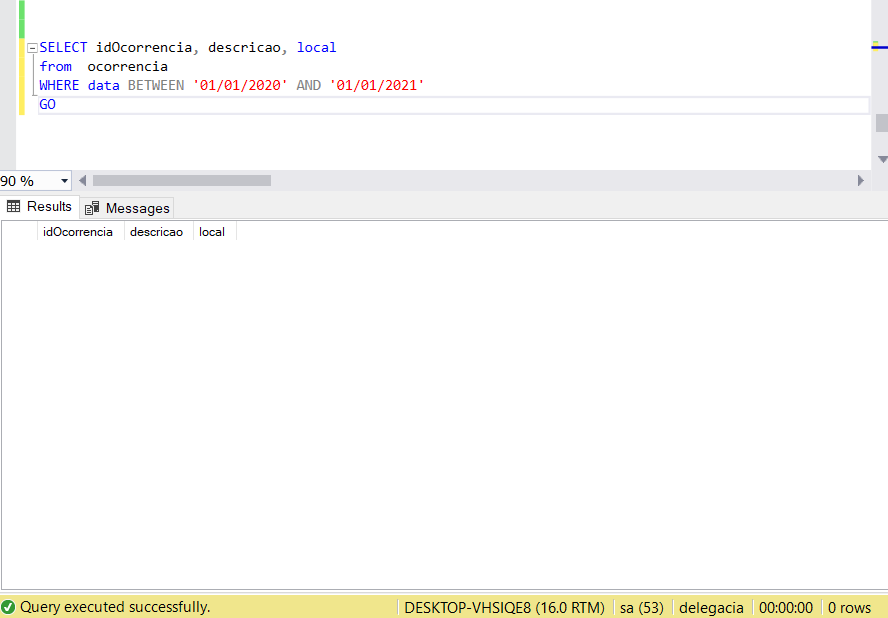 SELECT idOcorrencia, descricao, local
from  ocorrencia
WHERE data BETWEEN '01/01/2020' AND '01/01/2021'
GO
90 %
Results Messages
idOcorrencia descricao local
Query executed successfully. DESKTOP-VHSIQE8 (16.0 RTM) sa (53) delegacia 00:00:00 0 rows